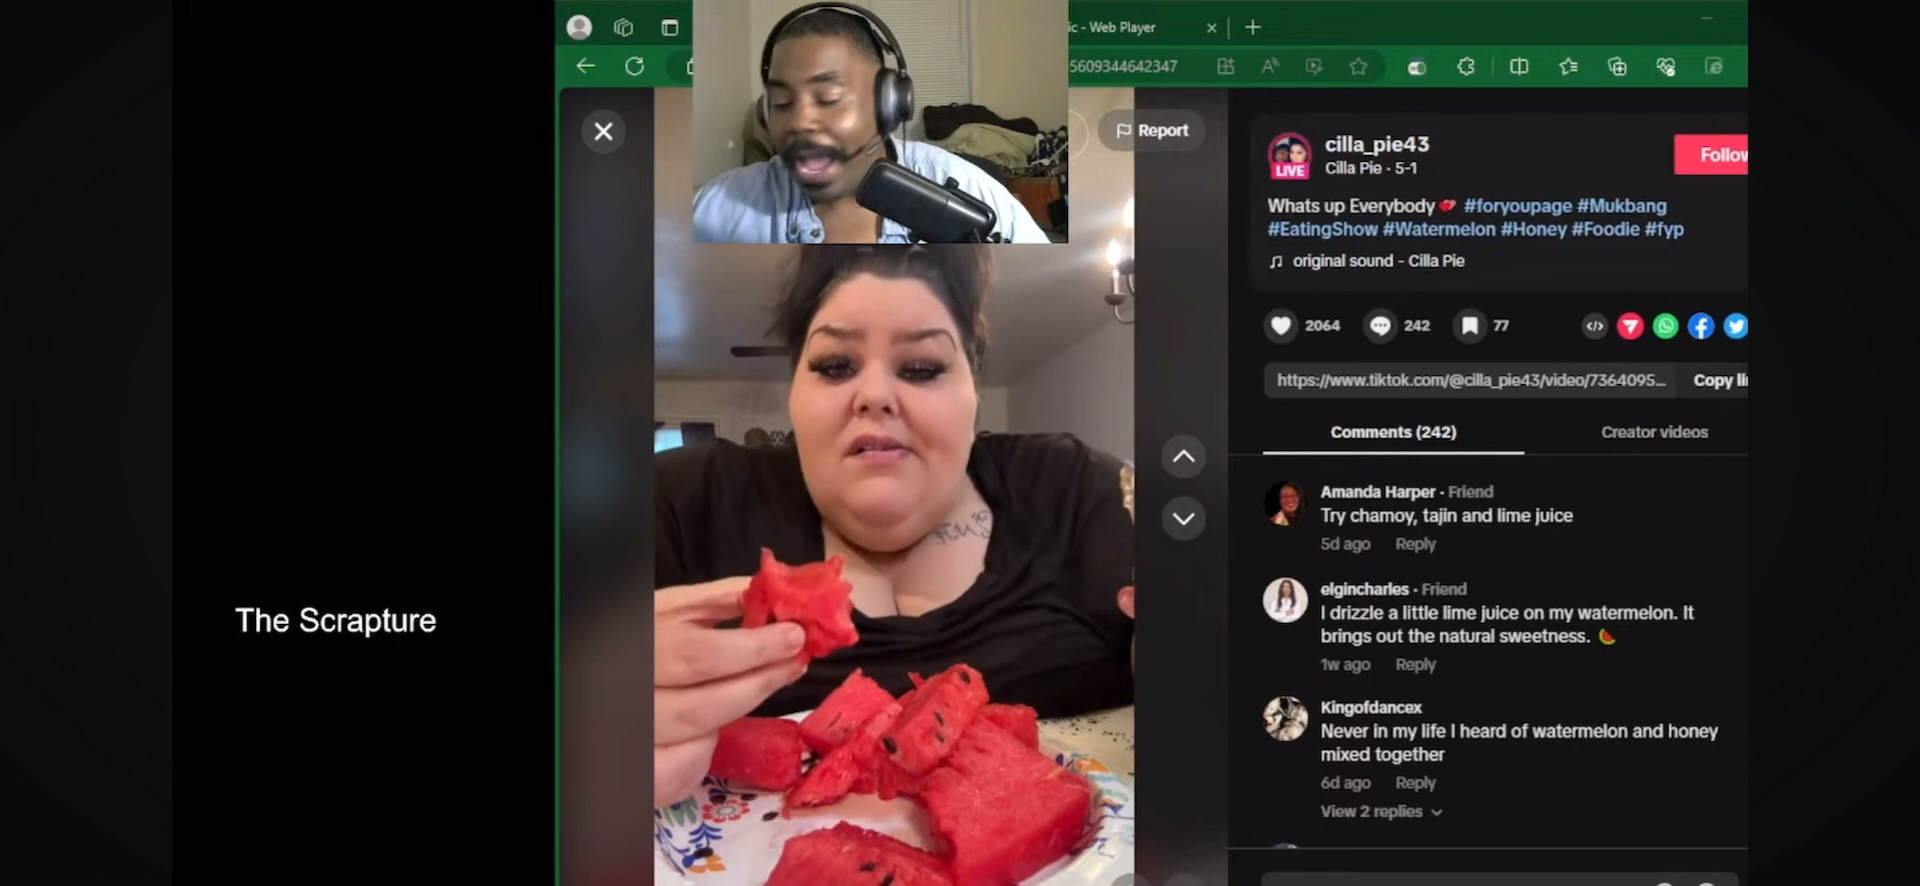 ic - Web Player
5609344642347
Report
cilla_pie43
LIVE
Cilla Pie · 5-1
Follow
Whats up Everybody #foryoupage #Mukbang
#EatingShow #Watermelon #Honey #Foodie #fyp
original sound - Cilla Pie
2064
242
77
https://www.tiktok.com/@cilla_pie43/video/7364095...
Copy li
Comments (242)
Creator videos
Amanda Harper · Friend
Try chamoy, tajin and lime juice
5d ago Reply
elgincharles · Friend
I drizzle a little lime juice on my watermelon. It
brings out the natural sweetness. 🍉
1w ago Reply
Kingofdancex
Never in my life I heard of watermelon and honey
mixed together
6d ago Reply
View 2 replies
The Scrapture